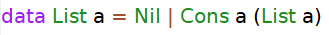 data List a = Nil | Cons a (List a)